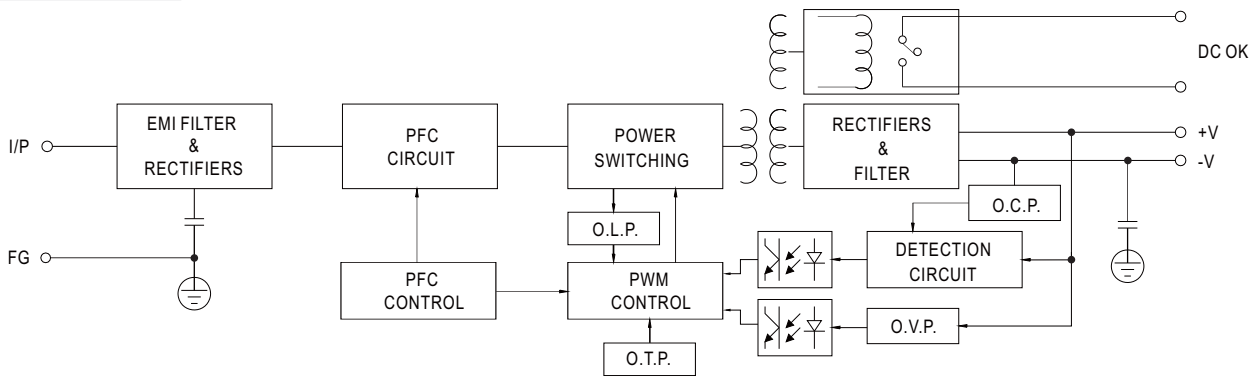 DC OK
I/P
EMI FILTER
&
RECTIFIERS
PFC
CIRCUIT
POWER
SWITCHING
RECTIFIERS
&
FILTER
+V
-V
O.C.P.
O.L.P.
FG
DETECTION
CIRCUIT
PFC
CONTROL
PWM
CONTROL
O.V.P.
O.T.P.